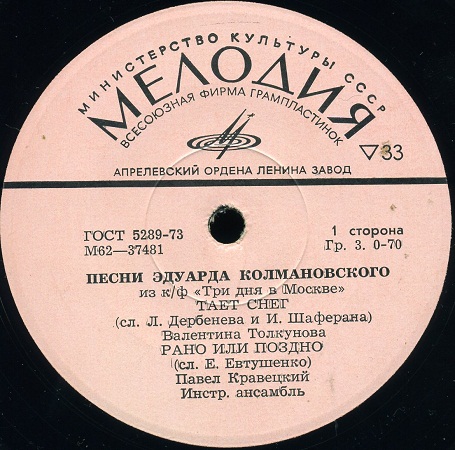 МИНИСТЕРСТВО КУЛЬТУРЫ СССР
МЕЛОДИЯ
ВСЕСОЮЗНАЯ ФИРМА ГРАМПЛАСТИНОК
▽33
АПРЕЛЕВСКИЙ ОРДЕНА ЛЕНИНА ЗАВОД
ГОСТ 5289-73
М62—37481
1 сторона
Гр. 3. 0-70
ПЕСНИ ЭДУАРДА КОЛМАНОВСКОГО
из к/ф «Три дня в Москве»
ТАЕТ СНЕГ
(сл. Л. Дербенева и И. Шаферана)
Валентина Толкунова
РАНО ИЛИ ПОЗДНО
(сл. Е. Евтушенко)
Павел Кравецкий
Инстр. ансамбль